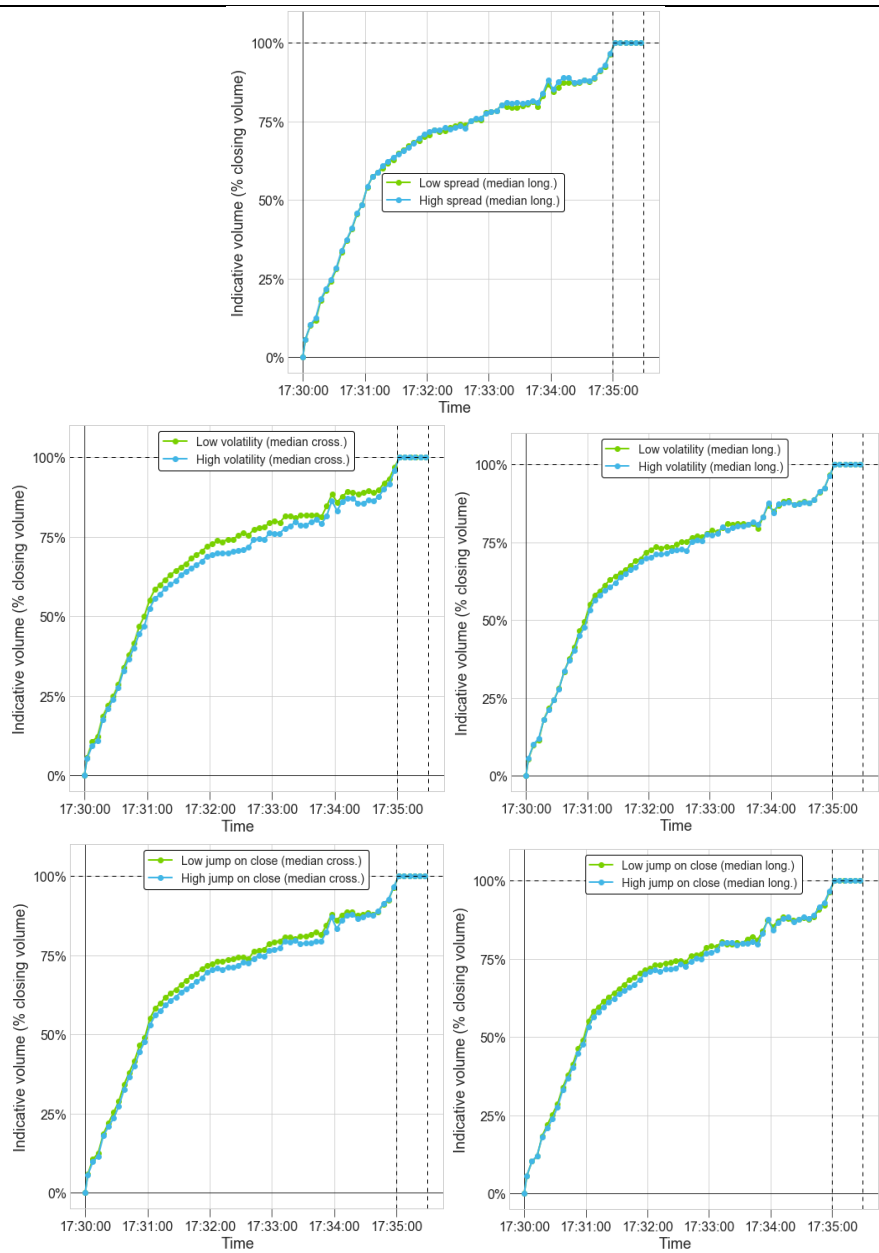 100%
75%
50%
25%
0%
Indicative volume (% closing volume)
Low spread (median long.)
High spread (median long.)
17:30:00 17:31:00 17:32:00 17:33:00 17:34:00 17:35:00
Time
100%
75%
50%
25%
0%
Indicative volume (% closing volume)
Low volatility (median cross.)
High volatility (median cross.)
17:30:00 17:31:00 17:32:00 17:33:00 17:34:00 17:35:00
Time
100%
75%
50%
25%
0%
Indicative volume (% closing volume)
Low volatility (median long.)
High volatility (median long.)
17:30:00 17:31:00 17:32:00 17:33:00 17:34:00 17:35:00
Time
100%
75%
50%
25%
0%
Indicative volume (% closing volume)
Low jump on close (median cross.)
High jump on close (median cross.)
17:30:00 17:31:00 17:32:00 17:33:00 17:34:00 17:35:00
Time
100%
75%
50%
25%
0%
Indicative volume (% closing volume)
Low jump on close (median long.)
High jump on close (median long.)
17:30:00 17:31:00 17:32:00 17:33:00 17:34:00 17:35:00
Time